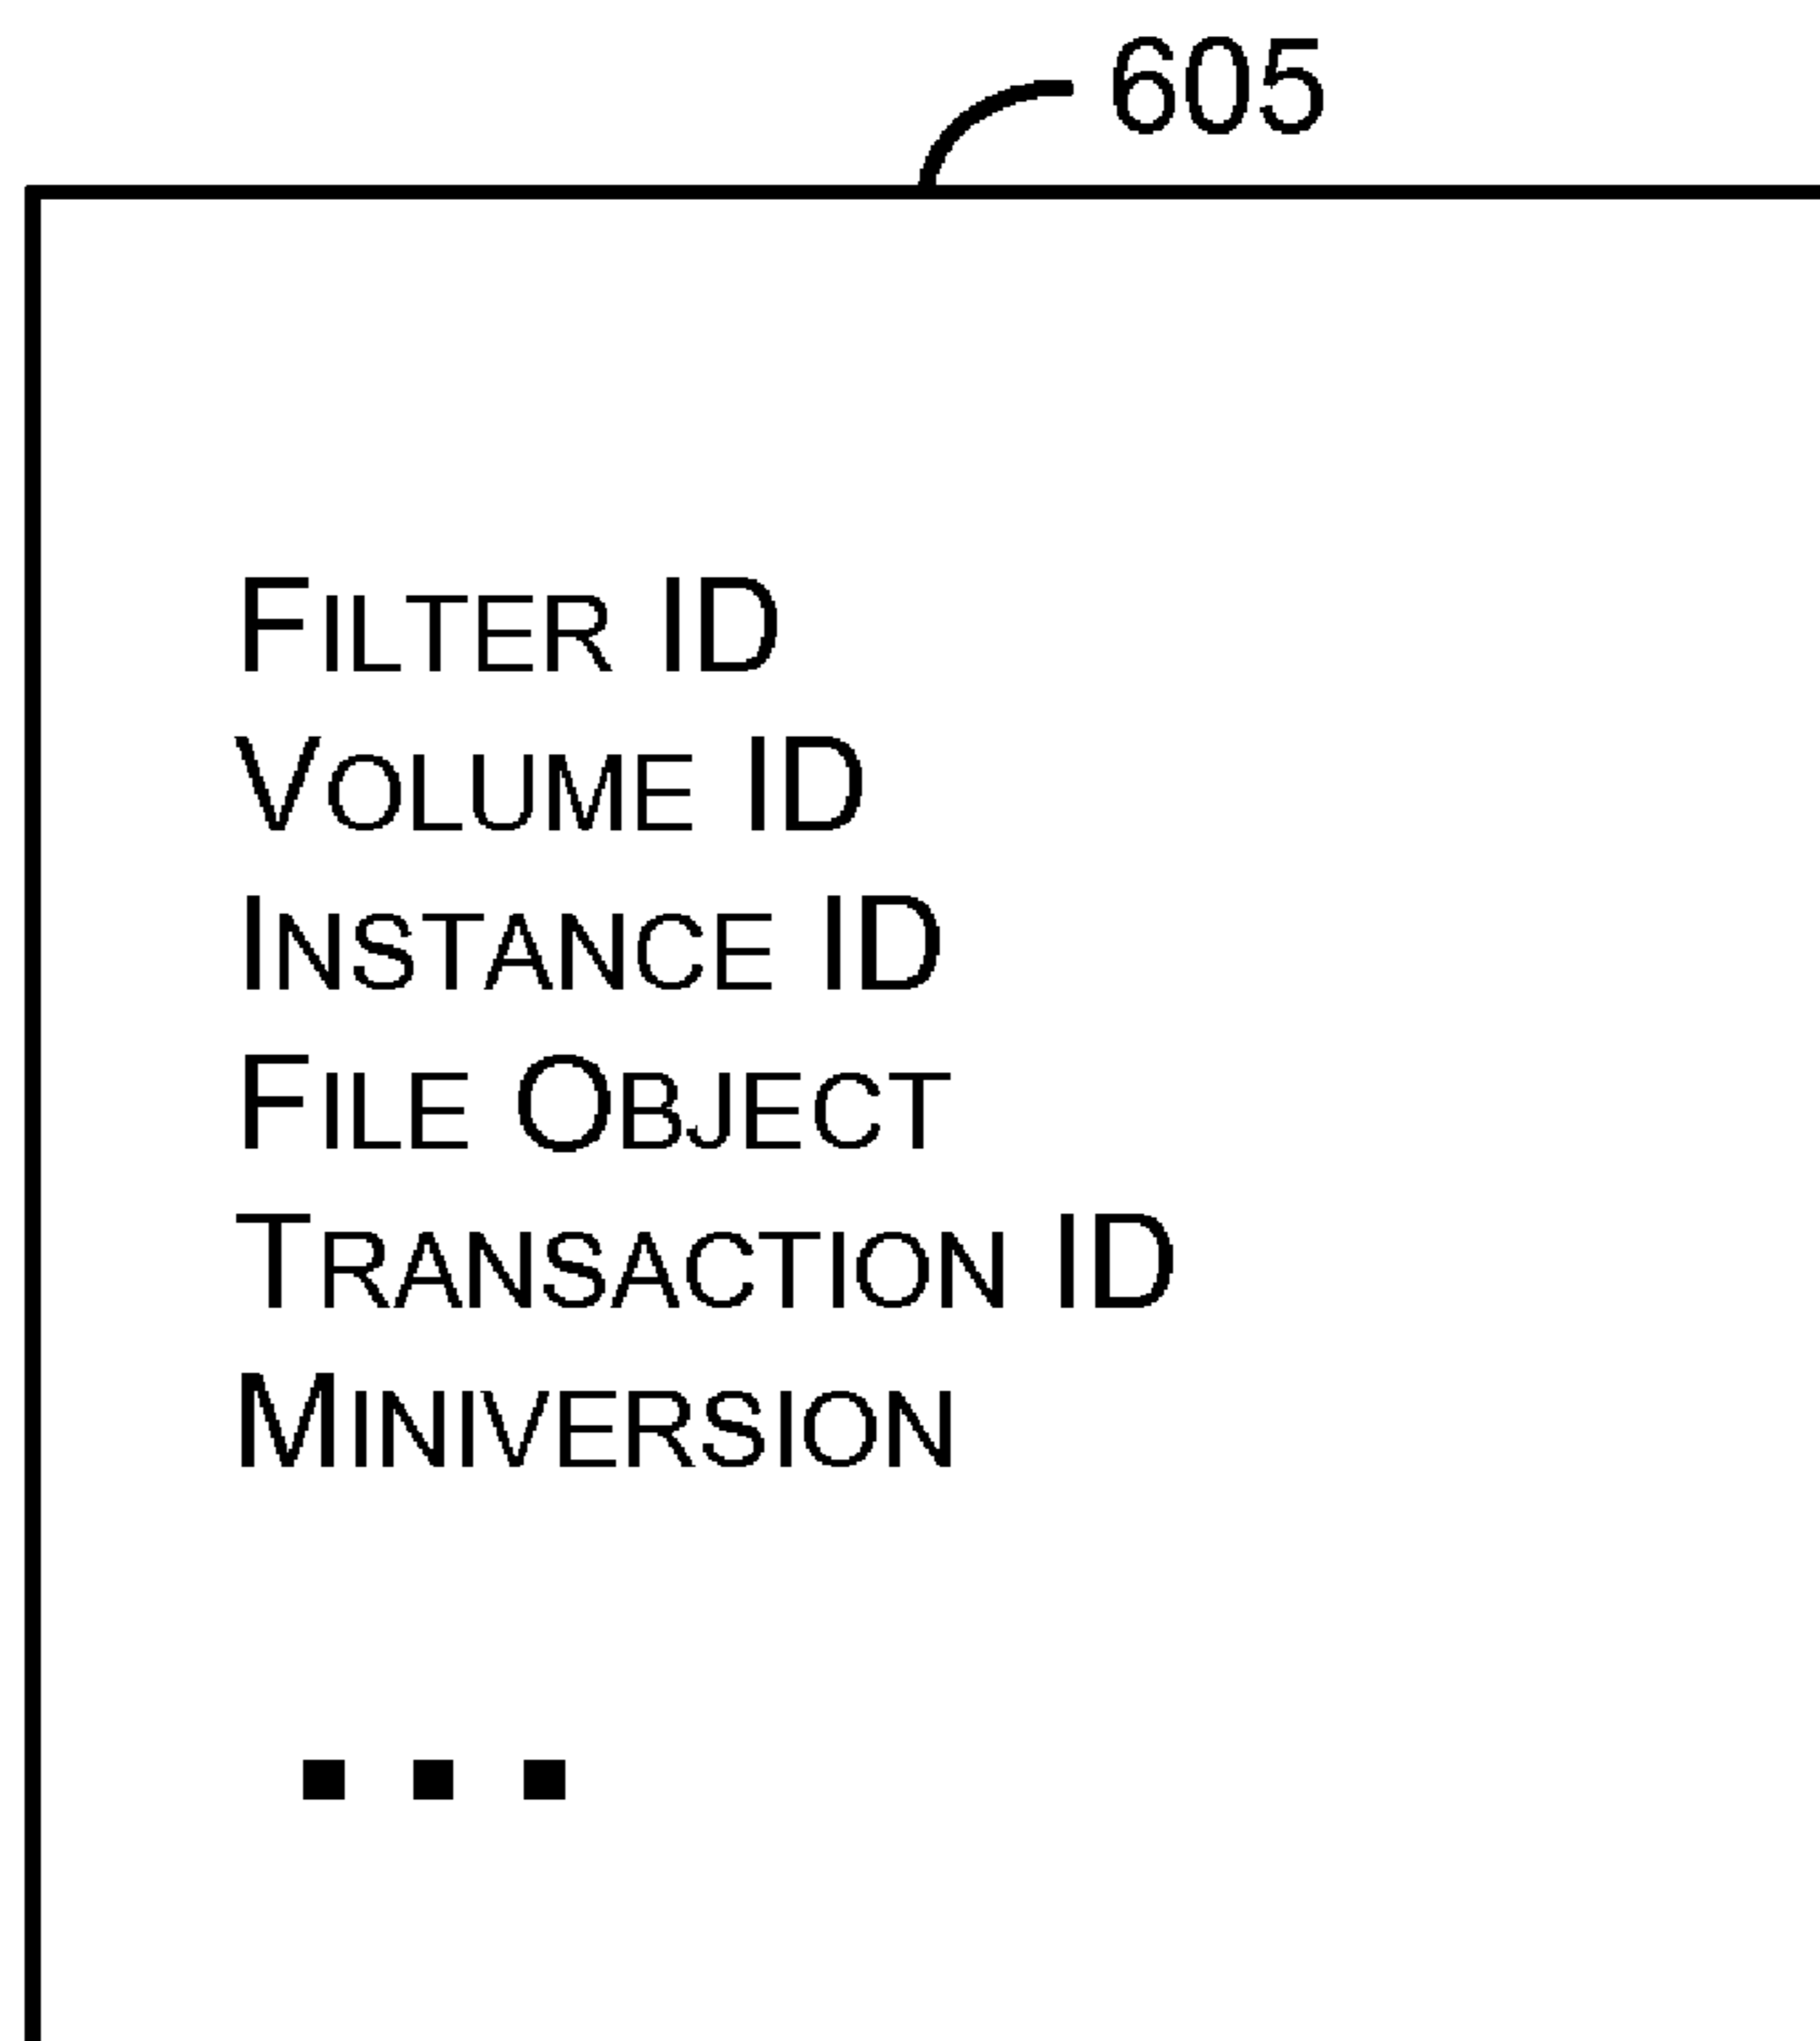 605
FILTER ID
VOLUME ID
INSTANCE ID
FILE OBJECT
TRANSACTION ID
MINIVERSION
...